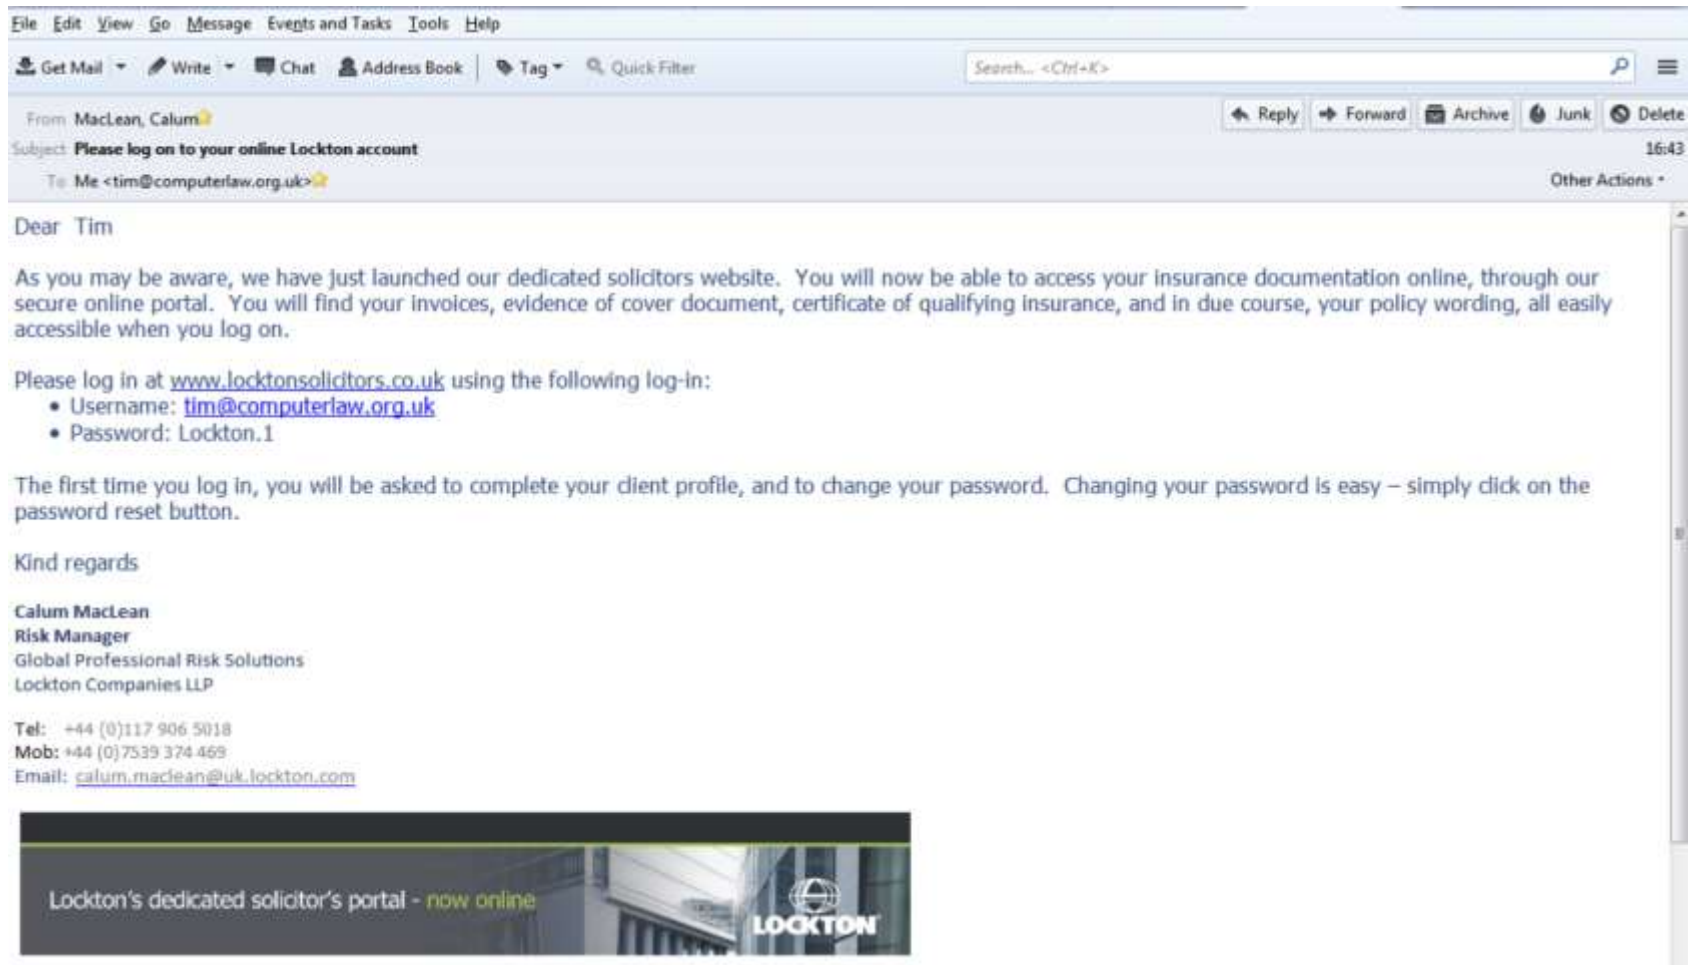 File Edit View Go Message Events and Tasks Tools Help
Get Mail Write Chat Address Book Tag Quick Filter Search... <Ctrl+K>
From MacLean, Calum Reply Forward Archive Junk Delete
Subject Please log on to your online Lockton account 16:43
To Me <tim@computerlaw.org.uk> Other Actions
Dear Tim
As you may be aware, we have just launched our dedicated solicitors website. You will now be able to access your insurance documentation online, through our
secure online portal. You will find your invoices, evidence of cover document, certificate of qualifying insurance, and in due course, your policy wording, all easily
accessible when you log on.
Please log in at www.locktonsolicitors.co.uk using the following log-in:
• Username: tim@computerlaw.org.uk
• Password: Lockton.1
The first time you log in, you will be asked to complete your client profile, and to change your password. Changing your password is easy – simply click on the
password reset button.
Kind regards
Calum MacLean
Risk Manager
Global Professional Risk Solutions
Lockton Companies LLP
Tel: +44 (0)117 906 5018
Mob: +44 (0)7539 374 469
Email: calum.maclean@uk.lockton.com
Lockton's dedicated solicitor's portal - now online
LOCKTON